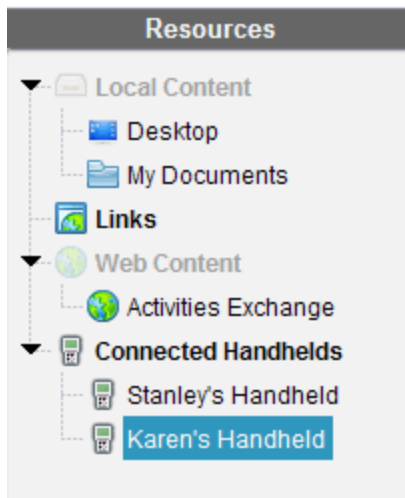 Resources
Local Content
Desktop
My Documents
Links
Web Content
Activities Exchange
Connected Handhelds
Stanley's Handheld
Karen's Handheld